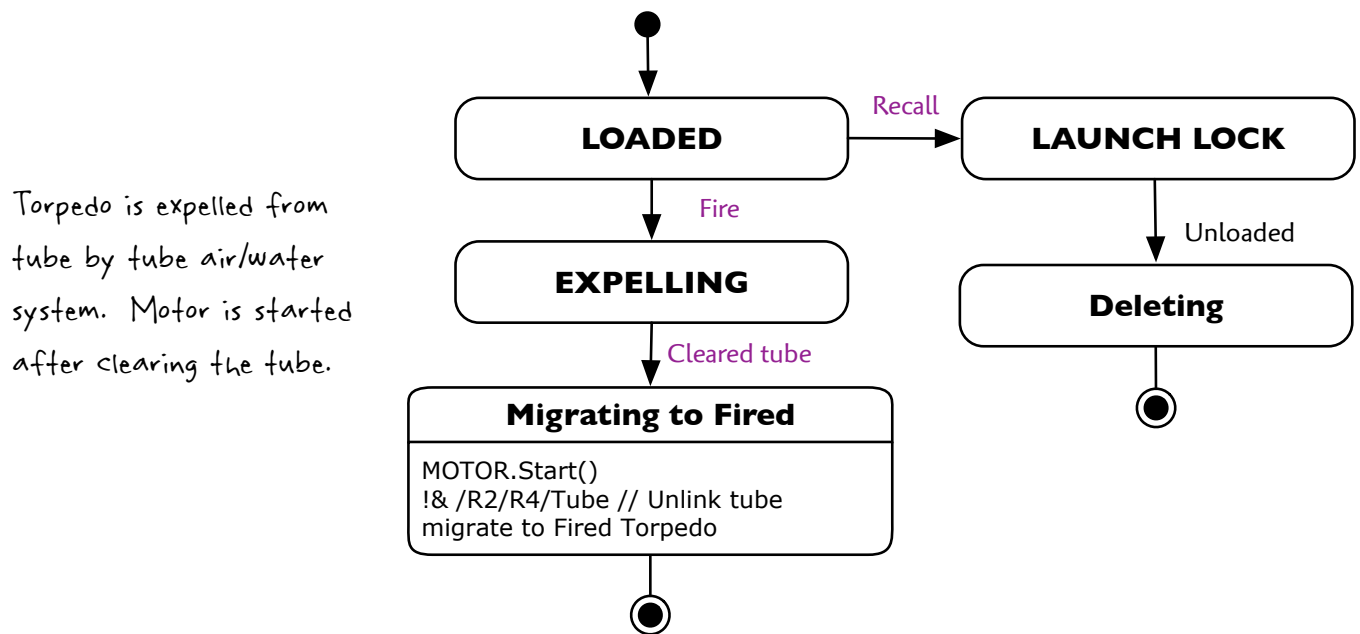 Recall
LOADED
LAUNCH LOCK
Torpedo is expelled from
tube by tube air/water
system. Motor is started
after clearing the tube.
Fire
Unloaded
EXPELLING
Deleting
Cleared tube
Migrating to Fired
MOTOR.Start()
!& /R2/R4/Tube // Unlink tube
migrate to Fired Torpedo